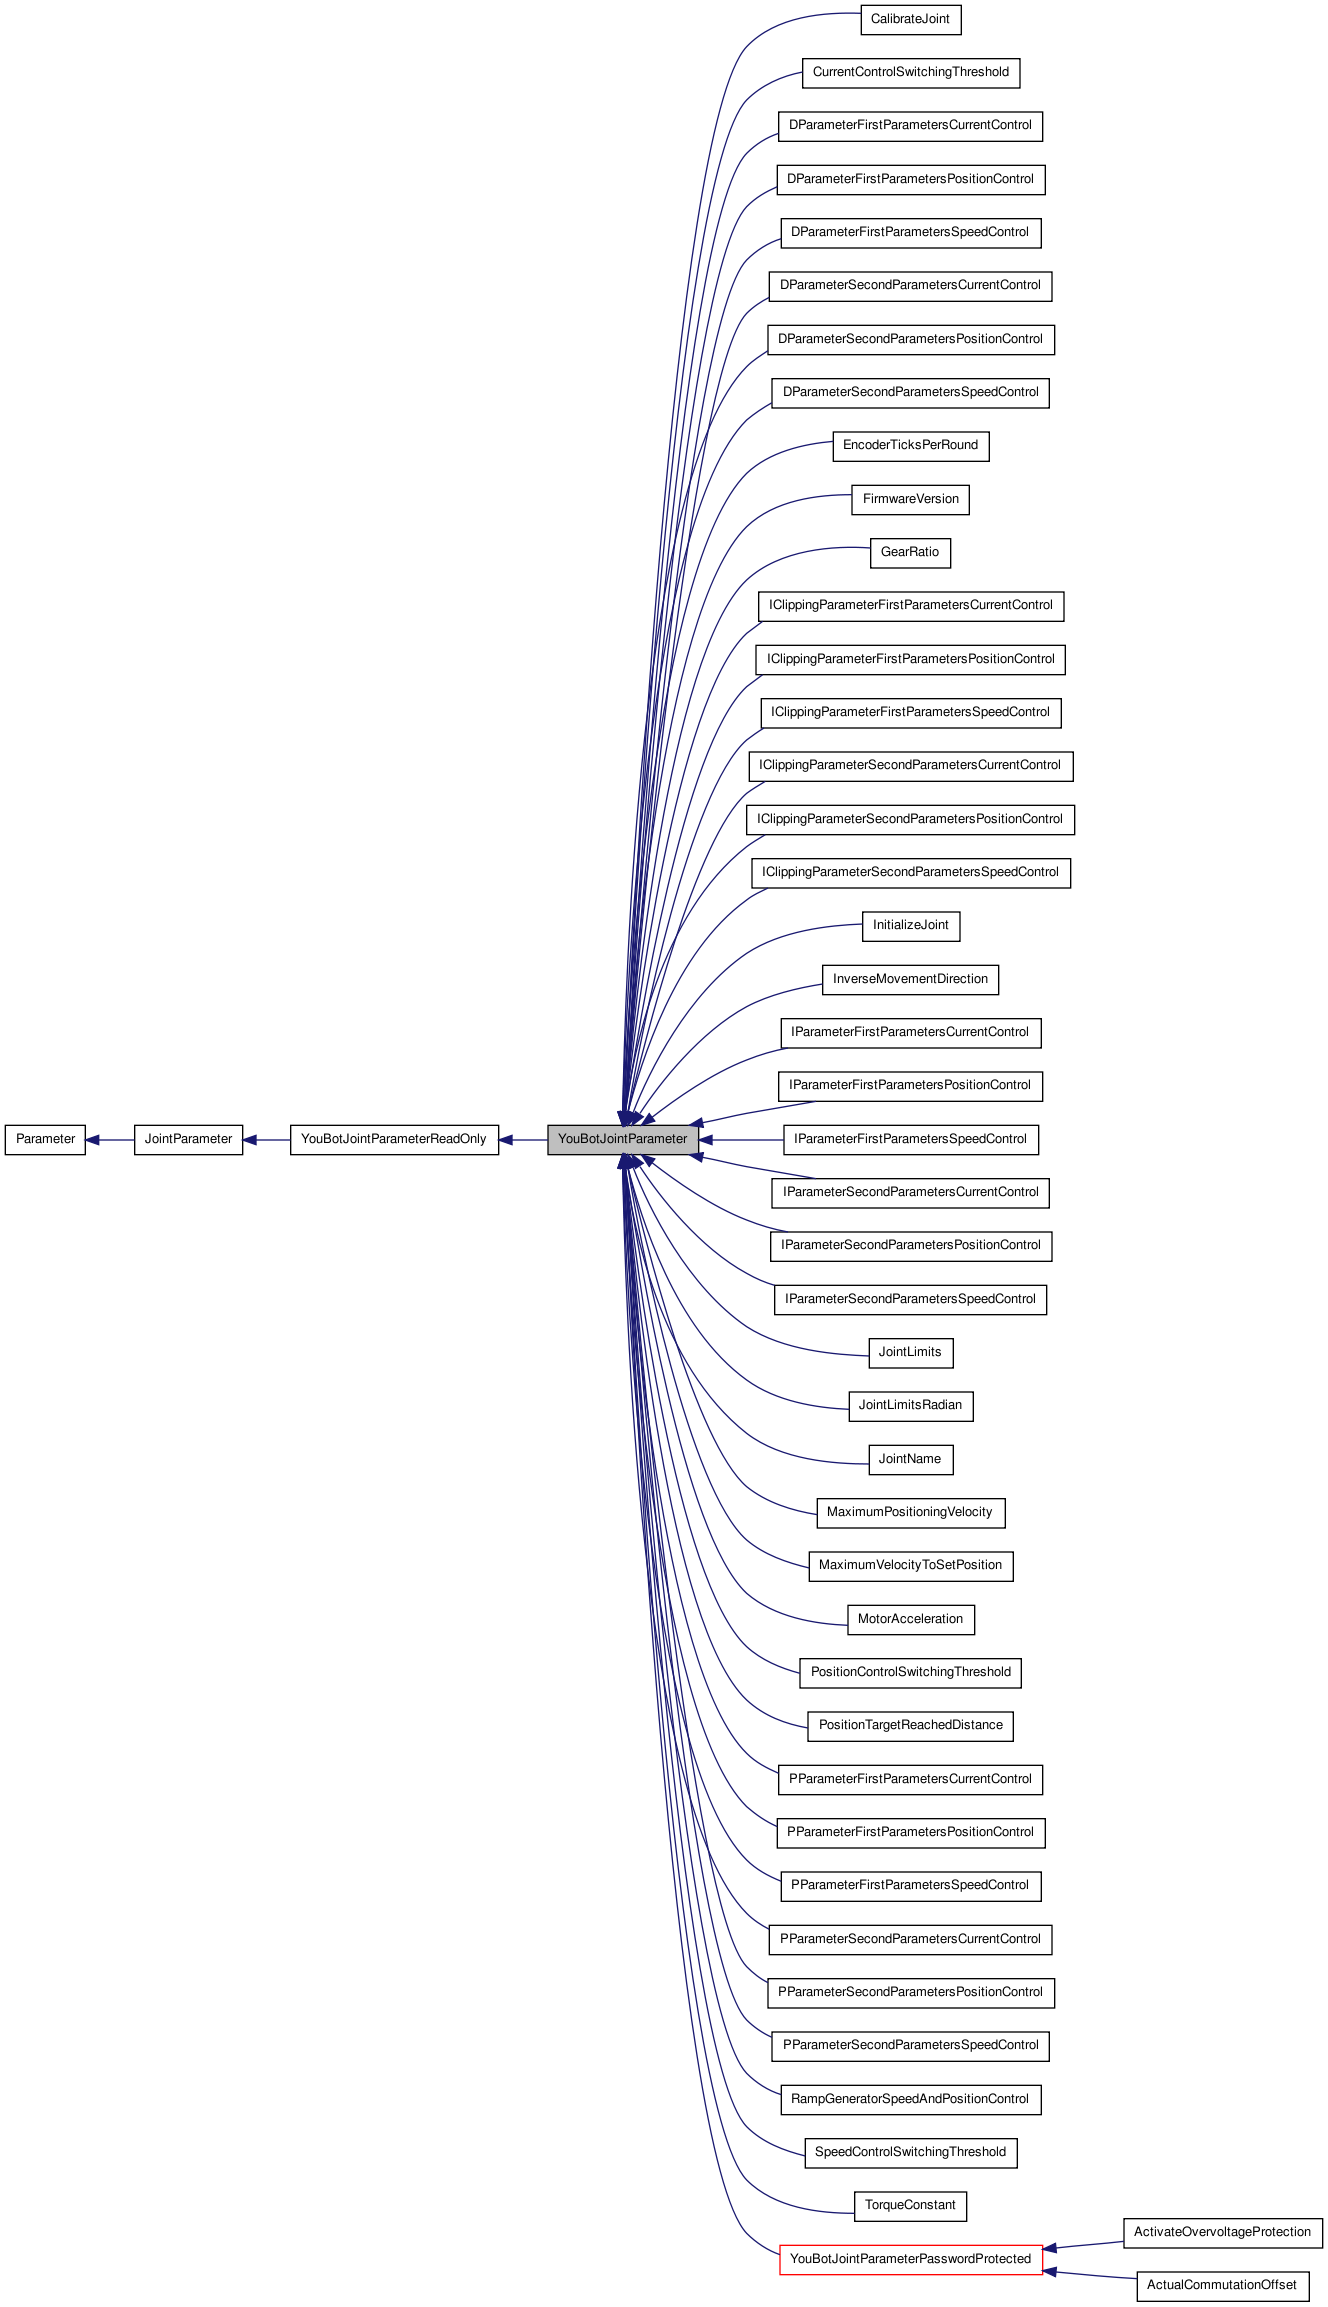 CalibrateJoint
CurrentControlSwitchingThreshold
DParameterFirstParametersCurrentControl
DParameterFirstParametersPositionControl
DParameterFirstParametersSpeedControl
DParameterSecondParametersCurrentControl
DParameterSecondParametersPositionControl
DParameterSecondParametersSpeedControl
EncoderTicksPerRound
FirmwareVersion
GearRatio
IClippingParameterFirstParametersCurrentControl
IClippingParameterFirstParametersPositionControl
IClippingParameterFirstParametersSpeedControl
IClippingParameterSecondParametersCurrentControl
IClippingParameterSecondParametersPositionControl
IClippingParameterSecondParametersSpeedControl
InitializeJoint
InverseMovementDirection
IParameterFirstParametersCurrentControl
IParameterFirstParametersPositionControl
Parameter
JointParameter
YouBotJointParameterReadOnly
YouBotJointParameter
IParameterFirstParametersSpeedControl
IParameterSecondParametersCurrentControl
IParameterSecondParametersPositionControl
IParameterSecondParametersSpeedControl
JointLimits
JointLimitsRadian
JointName
MaximumPositioningVelocity
MaximumVelocityToSetPosition
MotorAcceleration
PositionControlSwitchingThreshold
PositionTargetReachedDistance
PParameterFirstParametersCurrentControl
PParameterFirstParametersPositionControl
PParameterFirstParametersSpeedControl
PParameterSecondParametersCurrentControl
PParameterSecondParametersPositionControl
PParameterSecondParametersSpeedControl
RampGeneratorSpeedAndPositionControl
SpeedControlSwitchingThreshold
TorqueConstant
YouBotJointParameterPasswordProtected
ActivateOvervoltageProtection
ActualCommutationOffset